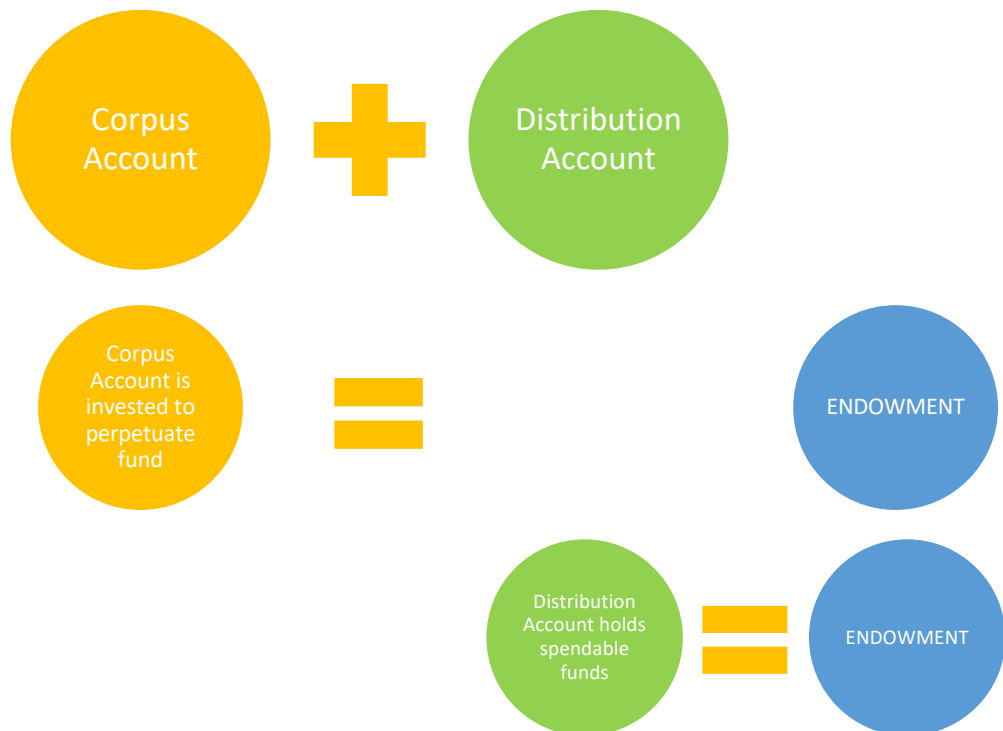 Corpus
Account
Distribution
Account
Corpus
Account is
invested to
perpetuate
fund
ENDOWMENT
Distribution
Account holds
spendable
funds
ENDOWMENT